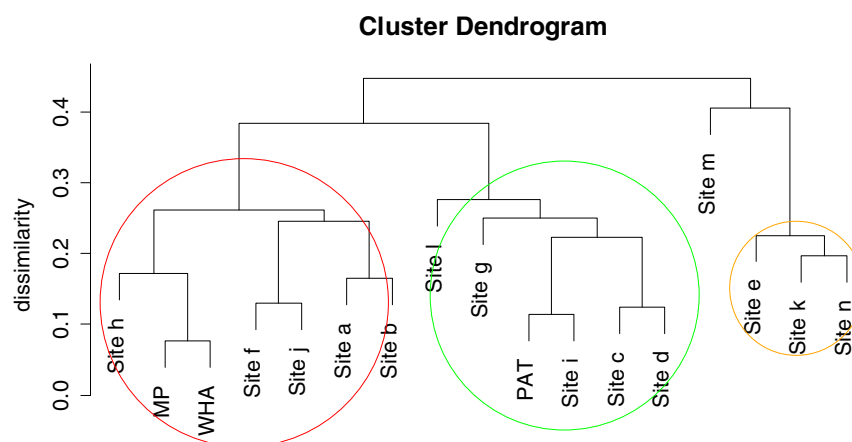 Cluster Dendrogram
dissimilarity
0.4
0.3
0.2
0.1
0.0
Site h
MP
WHA
Site f
Site j
Site a
Site b
Site l
Site g
PAT
Site i
Site c
Site d
Site m
Site e
Site k
Site n